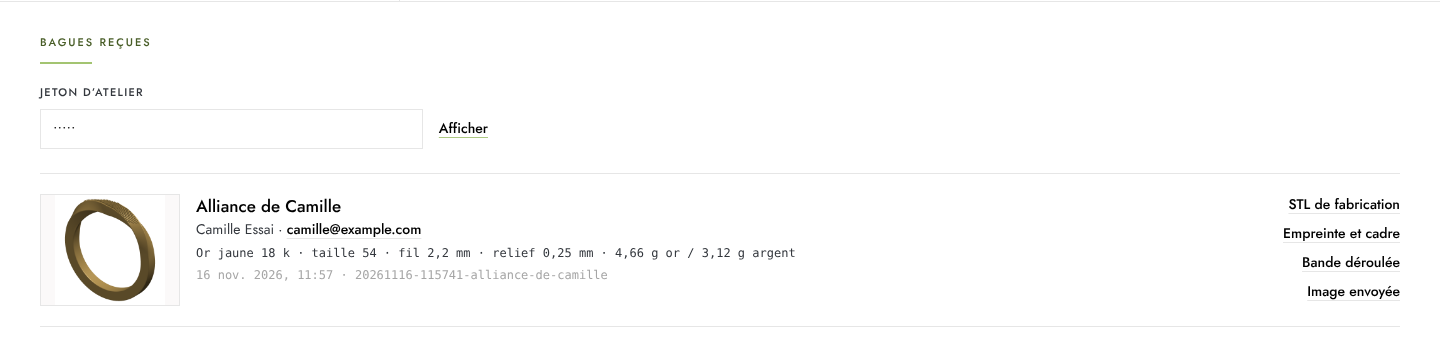 BAGUES REÇUES
JETON D’ATELIER
·····
Afficher
Alliance de Camille
Camille Essai · camille@example.com
Or jaune 18 k · taille 54 · fil 2,2 mm · relief 0,25 mm · 4,66 g or / 3,12 g argent
16 nov. 2026, 11:57 · 20261116-115741-alliance-de-camille
STL de fabrication
Empreinte et cadre
Bande déroulée
Image envoyée